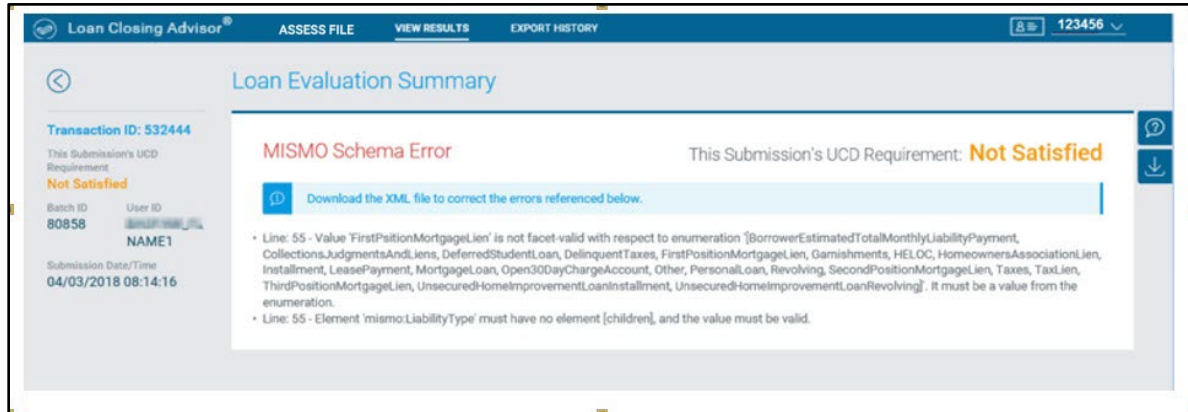 Loan Closing Advisor®
ASSESS FILE
VIEW RESULTS
EXPORT HISTORY
123456
Loan Evaluation Summary
Transaction ID: 532444
This Submission's UCD
Requirement
Not Satisfied
Batch ID User ID
80858
NAME1
Submission Date/Time
04/03/2018 08:14:16
MISMO Schema Error
This Submission's UCD Requirement: Not Satisfied
Download the XML file to correct the errors referenced below.
• Line: 55 - Value 'FirstPsitionMortgageLien' is not facet-valid with respect to enumeration '[BorrowerEstimatedTotalMonthlyLiabilityPayment,
CollectionsJudgmentsAndLiens, DeferredStudentLoan, DelinquentTaxes, FirstPositionMortgageLien, Garnishments, HELOC, HomeownersAssociationLien,
Installment, LeasePayment, MortgageLoan, Open30DayChargeAccount, Other, PersonalLoan, Revolving, SecondPositionMortgageLien, Taxes, TaxLien,
ThirdPositionMortgageLien, UnsecuredHomeImprovementLoanInstallment, UnsecuredHomeImprovementLoanRevolving]'. It must be a value from the
enumeration.
• Line: 55 - Element 'mismo:LiabilityType' must have no element [children], and the value must be valid.